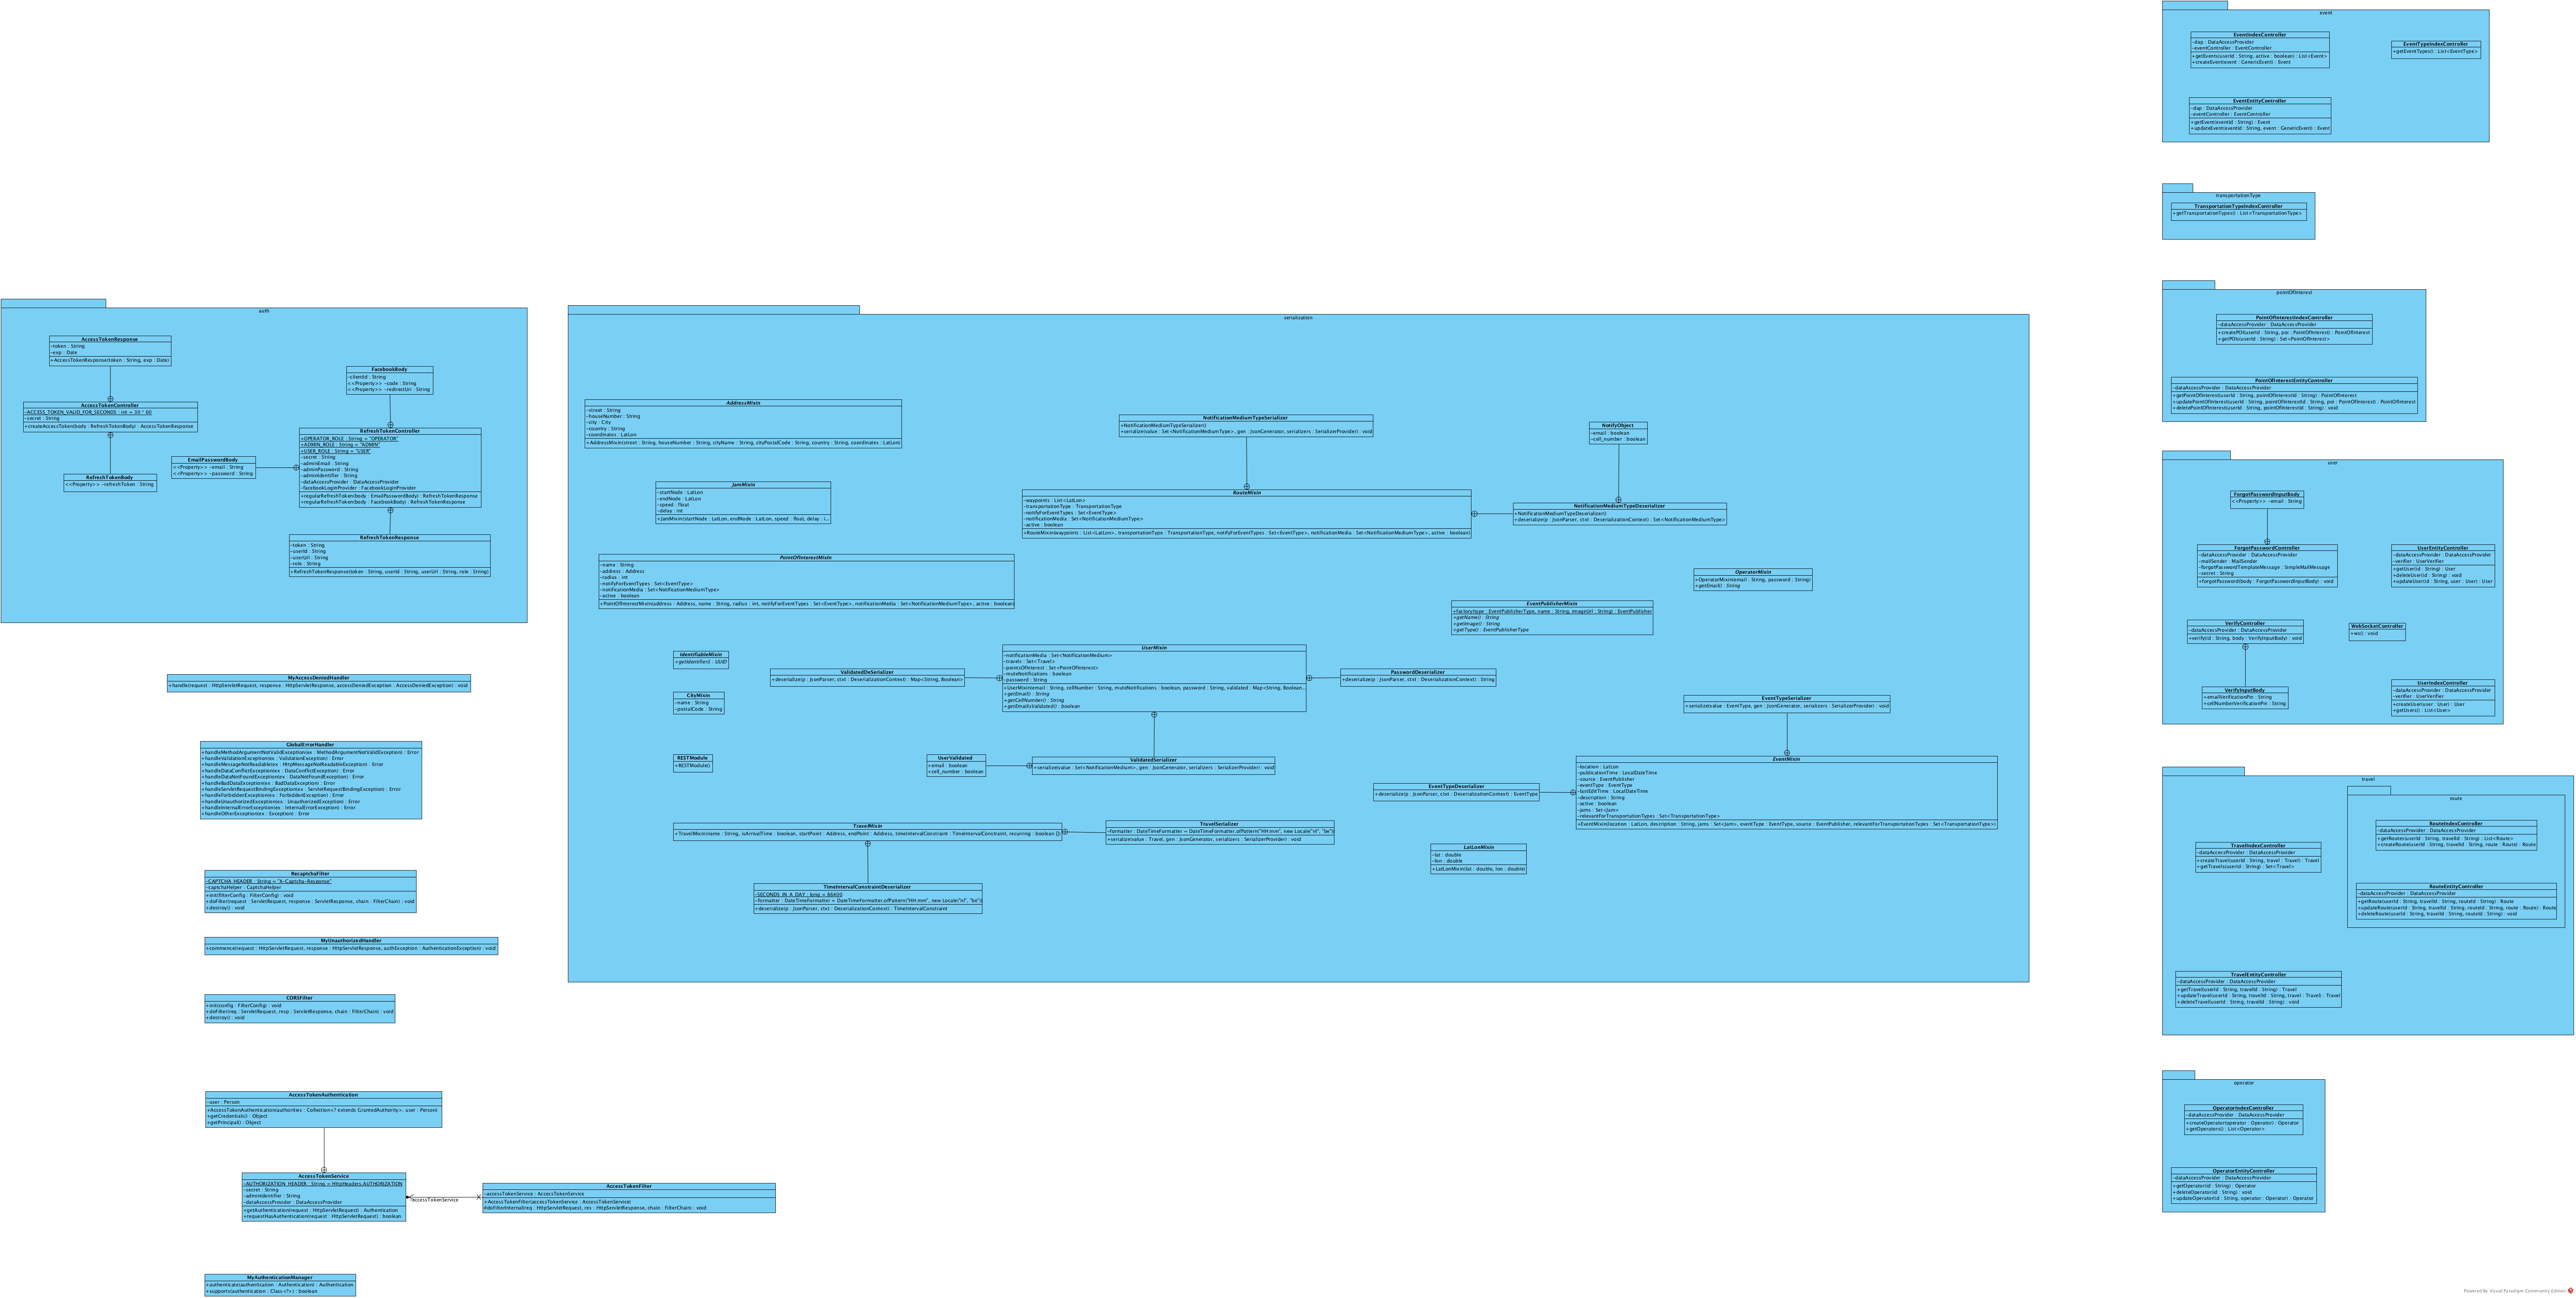 event
EventIndexController
-dap : DataAccessProvider
-eventController : EventController
+getEvents(userId : String, active : boolean) : List<Event>
+createEvent(event : GenericEvent) : Event
EventTypeIndexController
+getEventTypes() : List<EventType>
EventEntityController
-dap : DataAccessProvider
-eventController : EventController
+getEvent(eventId : String) : Event
+updateEvent(eventId : String, event : GenericEvent) : Event
transportationType
TransportationTypeIndexController
+getTransportationTypes() : List<TransportationType>
pointOfInterest
PointOfInterestIndexController
-dataAccessProvider : DataAccessProvider
+createPOI(userId : String, poi : PointOfInterest) : PointOfInterest
+getPOIs(userId : String) : Set<PointOfInterest>
PointOfInterestEntityController
-dataAccessProvider : DataAccessProvider
+getPointOfInterest(userId : String, pointOfInterestId : String) : PointOfInterest
+updatePointOfInterest(userId : String, pointOfInterestId : String, poi : PointOfInterest) : PointOfInterest
+deletePointOfInterest(userId : String, pointOfInterestId : String) : void
auth
AccessTokenResponse
-token : String
-exp : Date
+AccessTokenResponse(token : String, exp : Date)
FacebookBody
-clientId : String
<<Property>> -code : String
<<Property>> -redirectUri : String
AccessTokenController
-ACCESS_TOKEN_VALID_FOR_SECONDS : int = 30 * 60
-secret : String
+createAccessToken(body : RefreshTokenBody) : AccessTokenResponse
RefreshTokenController
+OPERATOR_ROLE : String = "OPERATOR"
+ADMIN_ROLE : String = "ADMIN"
+USER_ROLE : String = "USER"
-secret : String
-adminEmail : String
-adminPassword : String
-adminIdentifier : String
-dataAccessProvider : DataAccessProvider
-facebookLoginProvider : FacebookLoginProvider
+regularRefreshToken(body : EmailPasswordBody) : RefreshTokenResponse
+regularRefreshToken(body : FacebookBody) : RefreshTokenResponse
EmailPasswordBody
<<Property>> -email : String
<<Property>> -password : String
RefreshTokenBody
<<Property>> -refreshToken : String
RefreshTokenResponse
-token : String
-userId : String
-userUrl : String
-role : String
+RefreshTokenResponse(token : String, userId : String, userUrl : String, role : String)
serialization
AddressMixin
-street : String
-houseNumber : String
-city : City
-country : String
-coordinates : LatLon
+AddressMixin(street : String, houseNumber : String, cityName : String, cityPostalCode : String, country : String, coordinates : LatLon)
NotificationMediumTypeSerializer
+NotificationMediumTypeSerializer()
+serialize(value : Set<NotificationMediumType>, gen : JsonGenerator, serializers : SerializerProvider) : void
NotifyObject
-email : boolean
-cell_number : boolean
JamMixin
-startNode : LatLon
-endNode : LatLon
-speed : float
-delay : int
+JamMixin(startNode : LatLon, endNode : LatLon, speed : float, delay : i...
RouteMixin
-waypoints : List<LatLon>
-transportationType : TransportationType
-notifyForEventTypes : Set<EventType>
-notificationMedia : Set<NotificationMediumType>
-active : boolean
+RouteMixin(waypoints : List<LatLon>, transportationType : TransportationType, notifyForEventTypes : Set<EventType>, notificationMedia : Set<NotificationMediumType>, active : boolean)
NotificationMediumTypeDeserializer
+NotificationMediumTypeDeserializer()
+deserialize(p : JsonParser, ctxt : DeserializationContext) : Set<NotificationMediumType>
PointOfInterestMixin
-name : String
-address : Address
-radius : int
-notifyForEventTypes : Set<EventType>
-notificationMedia : Set<NotificationMediumType>
-active : boolean
+PointOfInterestMixin(address : Address, name : String, radius : int, notifyForEventTypes : Set<EventType>, notificationMedia : Set<NotificationMediumType>, active : boolean)
OperatorMixin
+OperatorMixin(email : String, password : String)
+getEmail() : String
EventPublisherMixin
+factory(type : EventPublisherType, name : String, imageUrl : String) : EventPublisher
+getName() : String
+getImage() : String
+getType() : EventPublisherType
IdentifiableMixin
+getIdentifier() : UUID
ValidatedDeSerializer
+deserialize(p : JsonParser, ctxt : DeserializationContext) : Map<String, Boolean>
UserMixin
-notificationMedia : Set<NotificationMedium>
-travels : Set<Travel>
-pointsOfInterest : Set<PointOfInterest>
-muteNotifications : boolean
-password : String
+UserMixin(email : String, cellNumber : String, muteNotifications : boolean, password : String, validated : Map<String, Boolean...
+getEmail() : String
+getCellNumber() : String
+getEmailIsValidated() : boolean
PasswordDeserializer
+deserialize(p : JsonParser, ctxt : DeserializationContext) : String
CityMixin
-name : String
-postalCode : String
EventTypeSerializer
+serialize(value : EventType, gen : JsonGenerator, serializers : SerializerProvider) : void
RESTModule
+RESTModule()
UserValidated
+email : boolean
+cell_number : boolean
ValidatedSerializer
+serialize(value : Set<NotificationMedium>, gen : JsonGenerator, serializers : SerializerProvider) : void
EventMixin
-location : LatLon
-publicationTime : LocalDateTime
-source : EventPublisher
-eventType : EventType
-lastEditTime : LocalDateTime
-description : String
-active : boolean
-jams : Set<Jam>
-relevantForTransportationTypes : Set<TransportationType>
+EventMixin(location : LatLon, description : String, jams : Set<Jam>, eventType : EventType, source : EventPublisher, relevantForTransportationTypes : Set<TransportationType>)
EventTypeDeserializer
+deserialize(p : JsonParser, ctxt : DeserializationContext) : EventType
TravelMixin
+TravelMixin(name : String, isArrivalTime : boolean, startPoint : Address, endPoint : Address, timeIntervalConstraint : TimeIntervalConstraint, recurring : boolean [])
TravelSerializer
-formatter : DateTimeFormatter = DateTimeFormatter.ofPattern("HH:mm", new Locale("nl", "be"))
+serialize(value : Travel, gen : JsonGenerator, serializers : SerializerProvider) : void
LatLonMixin
-lat : double
-lon : double
+LatLonMixin(lat : double, lon : double)
TimeIntervalConstraintDeserializer
-SECONDS_IN_A_DAY : long = 86400
-formatter : DateTimeFormatter = DateTimeFormatter.ofPattern("HH:mm", new Locale("nl", "be"))
+deserialize(p : JsonParser, ctxt : DeserializationContext) : TimeIntervalConstraint
user
ForgotPasswordInputBody
<<Property>> -email : String
ForgotPasswordController
-dataAccessProvider : DataAccessProvider
-mailSender : MailSender
-forgotPasswordTemplateMessage : SimpleMailMessage
-secret : String
+forgotPassword(body : ForgotPasswordInputBody) : void
UserEntityController
-dataAccessProvider : DataAccessProvider
-verifier : UserVerifier
+getUser(id : String) : User
+deleteUser(id : String) : void
+updateUser(id : String, user : User) : User
VerifyController
-dataAccessProvider : DataAccessProvider
+verify(id : String, body : VerifyInputBody) : void
WebSocketController
+ws() : void
VerifyInputBody
+emailVerificationPin : String
+cellNumberVerificationPin : String
UserIndexController
-dataAccessProvider : DataAccessProvider
-verifier : UserVerifier
+createUser(user : User) : User
+getUsers() : List<User>
travel
route
RouteIndexController
-dataAccessProvider : DataAccessProvider
+getRoutes(userId : String, travelId : String) : List<Route>
+createRoute(userId : String, travelId : String, route : Route) : Route
TravelIndexController
-dataAccessProvider : DataAccessProvider
+createTravel(userId : String, travel : Travel) : Travel
+getTravel(userId : String) : Set<Travel>
RouteEntityController
-dataAccessProvider : DataAccessProvider
+getRoute(userId : String, travelId : String, routeId : String) : Route
+updateRoute(userId : String, travelId : String, routeId : String, route : Route) : Route
+deleteRoute(userId : String, travelId : String, routeId : String) : void
TravelEntityController
-dataAccessProvider : DataAccessProvider
+getTravel(userId : String, travelId : String) : Travel
+updateTravel(userId : String, travelId : String, travel : Travel) : Travel
+deleteTravel(userId : String, travelId : String) : void
MyAccessDeniedHandler
+handle(request : HttpServletRequest, response : HttpServletResponse, accessDeniedException : AccessDeniedException) : void
GlobalErrorHandler
+handleMethodArgumentNotValidException(ex : MethodArgumentNotValidException) : Error
+handleValidationException(ex : ValidationException) : Error
+handleMessageNotReadable(ex : HttpMessageNotReadableException) : Error
+handleDataConflictException(ex : DataConflictException) : Error
+handleDataNotFoundException(ex : DataNotFoundException) : Error
+handleBadDataException(ex : BadDataException) : Error
+handleServletRequestBindingException(ex : ServletRequestBindingException) : Error
+handleForbiddenException(ex : ForbiddenException) : Error
+handleUnauthorizedException(ex : UnauthorizedException) : Error
+handleInternalErrorException(ex : InternalErrorException) : Error
+handleOtherException(ex : Exception) : Error
RecaptchaFilter
-CAPTCHA_HEADER : String = "X-Captcha-Response"
-captchaHelper : CaptchaHelper
+init(filterConfig : FilterConfig) : void
+doFilter(request : ServletRequest, response : ServletResponse, chain : FilterChain) : void
+destroy() : void
MyUnauthorizedHandler
+commence(request : HttpServletRequest, response : HttpServletResponse, authException : AuthenticationException) : void
CORSFilter
+init(config : FilterConfig) : void
+doFilter(req : ServletRequest, resp : ServletResponse, chain : FilterChain) : void
+destroy() : void
AccessTokenAuthentication
-user : Person
+AccessTokenAuthentication(authorities : Collection<? extends GrantedAuthority>, user : Person)
+getCredentials() : Object
+getPrincipal() : Object
AccessTokenService
-AUTHORIZATION_HEADER : String = HttpHeaders.AUTHORIZATION
-secret : String
-adminIdentifier : String
-dataAccessProvider : DataAccessProvider
+getAuthentication(request : HttpServletRequest) : Authentication
+requestHasAuthentication(request : HttpServletRequest) : boolean
-accessTokenService
AccessTokenFilter
-accessTokenService : AccessTokenService
+AccessTokenFilter(accessTokenService : AccessTokenService)
#doFilterInternal(req : HttpServletRequest, res : HttpServletResponse, chain : FilterChain) : void
MyAuthenticationManager
+authenticate(authentication : Authentication) : Authentication
+supports(authentication : Class<?>) : boolean
operator
OperatorIndexController
-dataAccessProvider : DataAccessProvider
+createOperator(operator : Operator) : Operator
+getOperators() : List<Operator>
OperatorEntityController
-dataAccessProvider : DataAccessProvider
+getOperator(id : String) : Operator
+deleteOperator(id : String) : void
+updateOperator(id : String, operator : Operator) : Operator
Powered By Visual Paradigm Community Edition